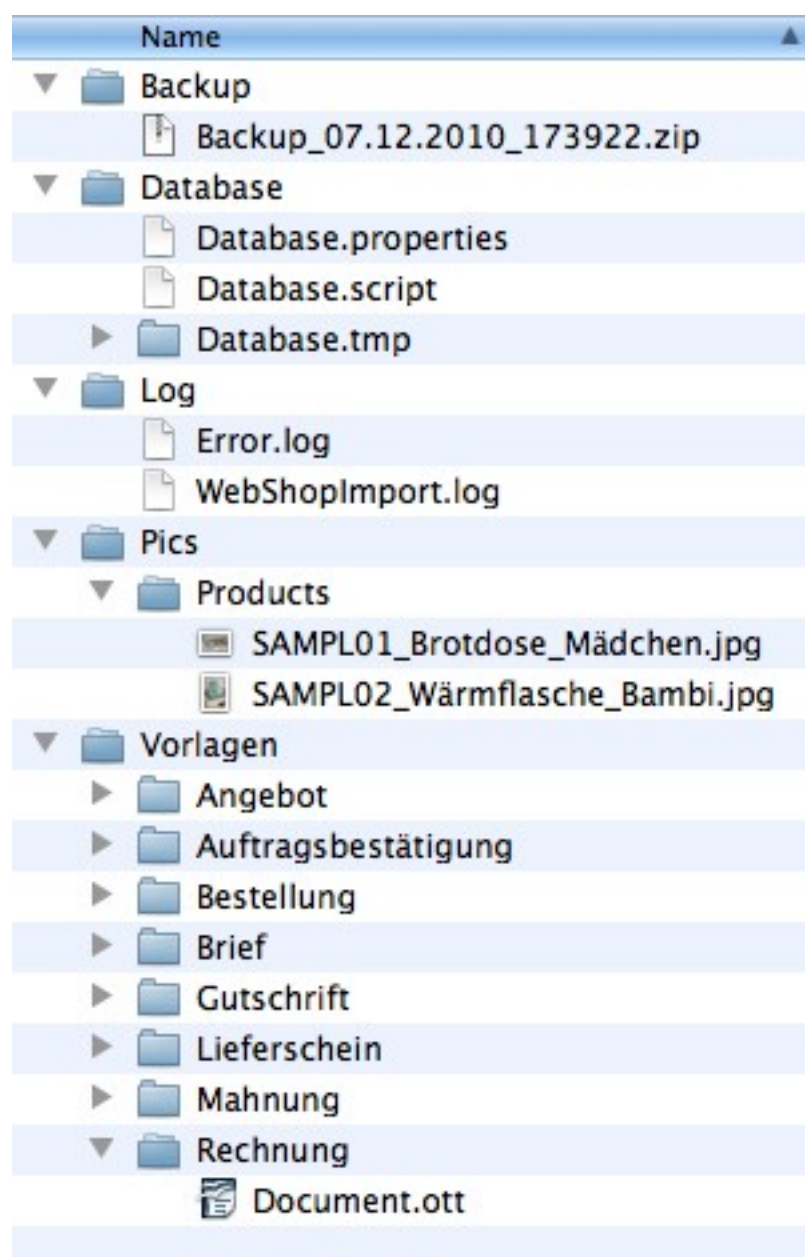 Name
Backup
Backup_07.12.2010_173922.zip
Database
Database.properties
Database.script
Database.tmp
Log
Error.log
WebShopImport.log
Pics
Products
SAMPL01_Brotdose_Mädchen.jpg
SAMPL02_Wärmflasche_Bambi.jpg
Vorlagen
Angebot
Auftragsbestätigung
Bestellung
Brief
Gutschrift
Lieferschein
Mahnung
Rechnung
Document.ott